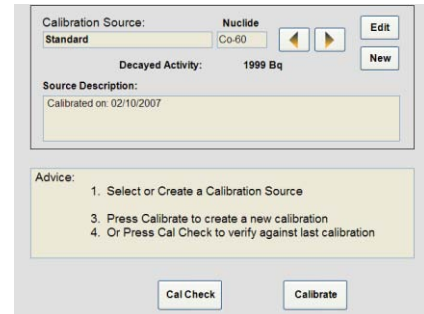 Calibration Source: Nuclide
Standard Co-60 Edit
Decayed Activity: 1999 Bq New
Source Description:
Calibrated on: 02/10/2007
Advice:
1. Select or Create a Calibration Source
3. Press Calibrate to create a new calibration
4. Or Press Cal Check to verify against last calibration
Cal Check Calibrate